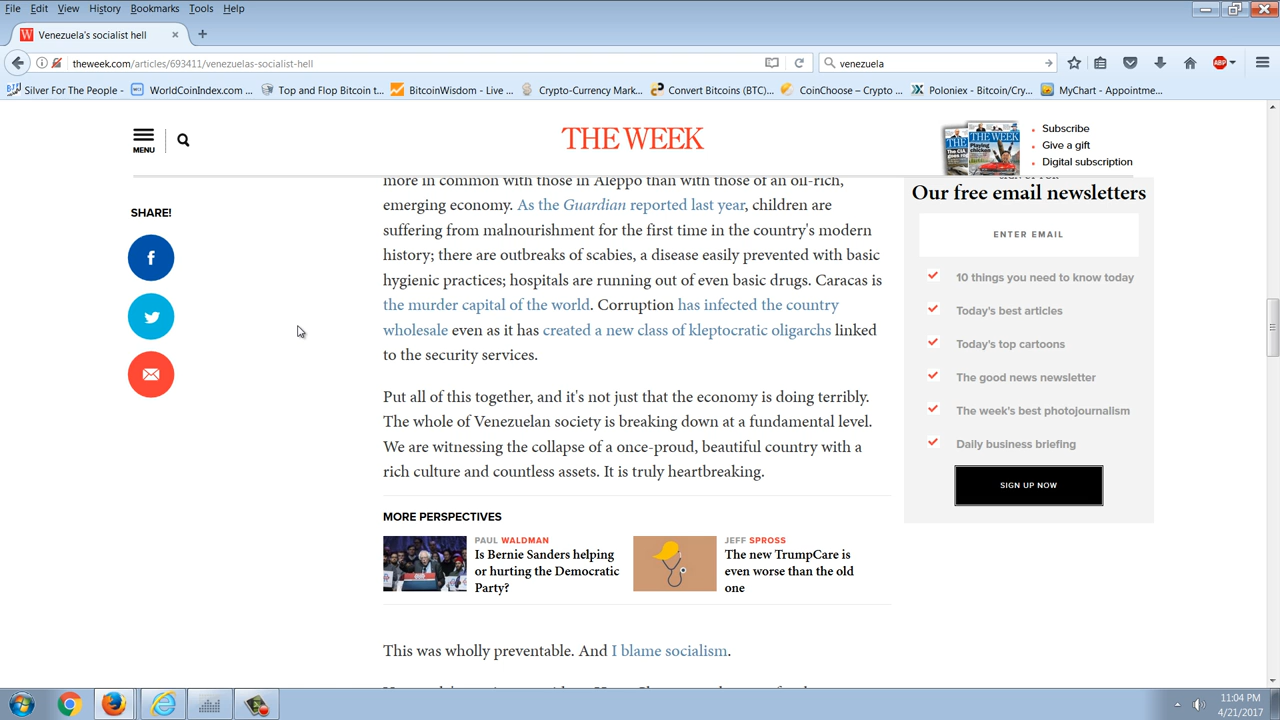 File Edit View History Bookmarks Tools Help
Venezuela's socialist hell
theweek.com/articles/693411/venezuelas-socialist-hell
venezuela
Silver For The People - WorldCoinIndex.com ... Top and Flop Bitcoin t... BitcoinWisdom - Live ... Crypto-Currency Mark... Convert Bitcoins (BTC)... CoinChoose – Crypto ... Poloniex - Bitcoin/Cry... MyChart - Appointme...
MENU
THE WEEK
Subscribe
Give a gift
Digital subscription
SHARE!
more in common with those in Aleppo than with those of an oil-rich,
emerging economy. As the Guardian reported last year, children are
suffering from malnourishment for the first time in the country's modern
history; there are outbreaks of scabies, a disease easily prevented with basic
hygienic practices; hospitals are running out of even basic drugs. Caracas is
the murder capital of the world. Corruption has infected the country
wholesale even as it has created a new class of kleptocratic oligarchs linked
to the security services.
Put all of this together, and it's not just that the economy is doing terribly.
The whole of Venezuelan society is breaking down at a fundamental level.
We are witnessing the collapse of a once-proud, beautiful country with a
rich culture and countless assets. It is truly heartbreaking.
MORE PERSPECTIVES
PAUL WALDMAN
Is Bernie Sanders helping
or hurting the Democratic
Party?
JEFF SPROSS
The new TrumpCare is
even worse than the old
one
This was wholly preventable. And I blame socialism.
Our free email newsletters
ENTER EMAIL
10 things you need to know today
Today's best articles
Today's top cartoons
The good news newsletter
The week's best photojournalism
Daily business briefing
SIGN UP NOW
11:04 PM
4/21/2017